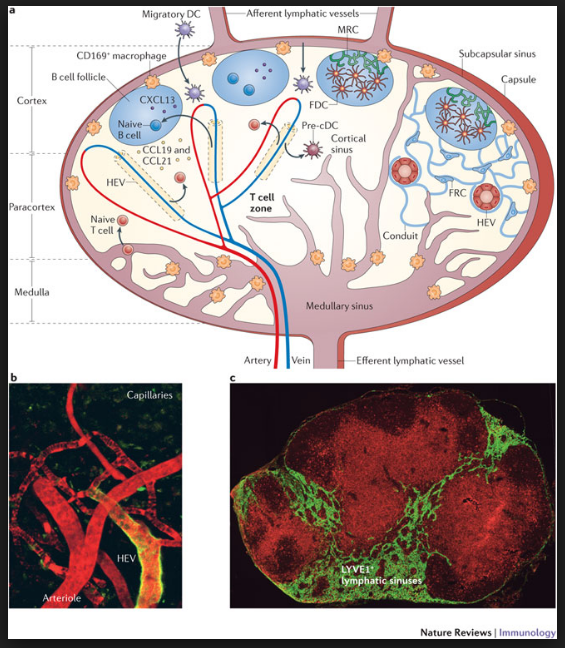 a
Migratory DC
Afferent lymphatic vessels
MRC
CD169⁺ macrophage
Subcapsular sinus
B cell follicle
Capsule
Cortex
CXCL13
FDC
Naive
B cell
Pre-cDC
Cortical
sinus
CCL19 and
CCL21
HEV
T cell
zone
FRC
HEV
Paracortex
Naive
T cell
Conduit
Medulla
Medullary sinus
Artery
Vein
Efferent lymphatic vessel
b
Capillaries
HEV
Arteriole
c
LYVE1⁺
lymphatic sinuses
Nature Reviews | Immunology